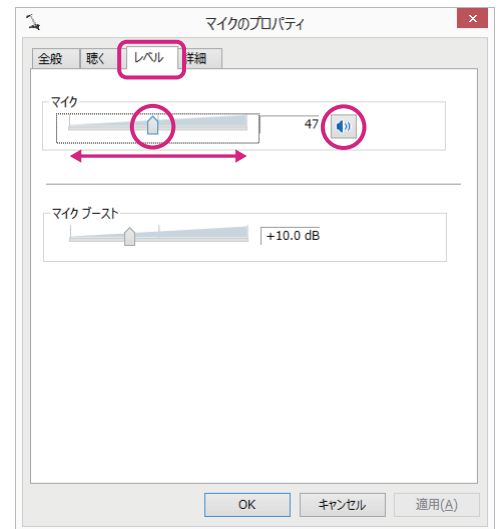 マイクのプロパティ
全般 聴く レベル 詳細
マイク
47
マイク ブースト
+10.0 dB
OK キャンセル 適用(A)